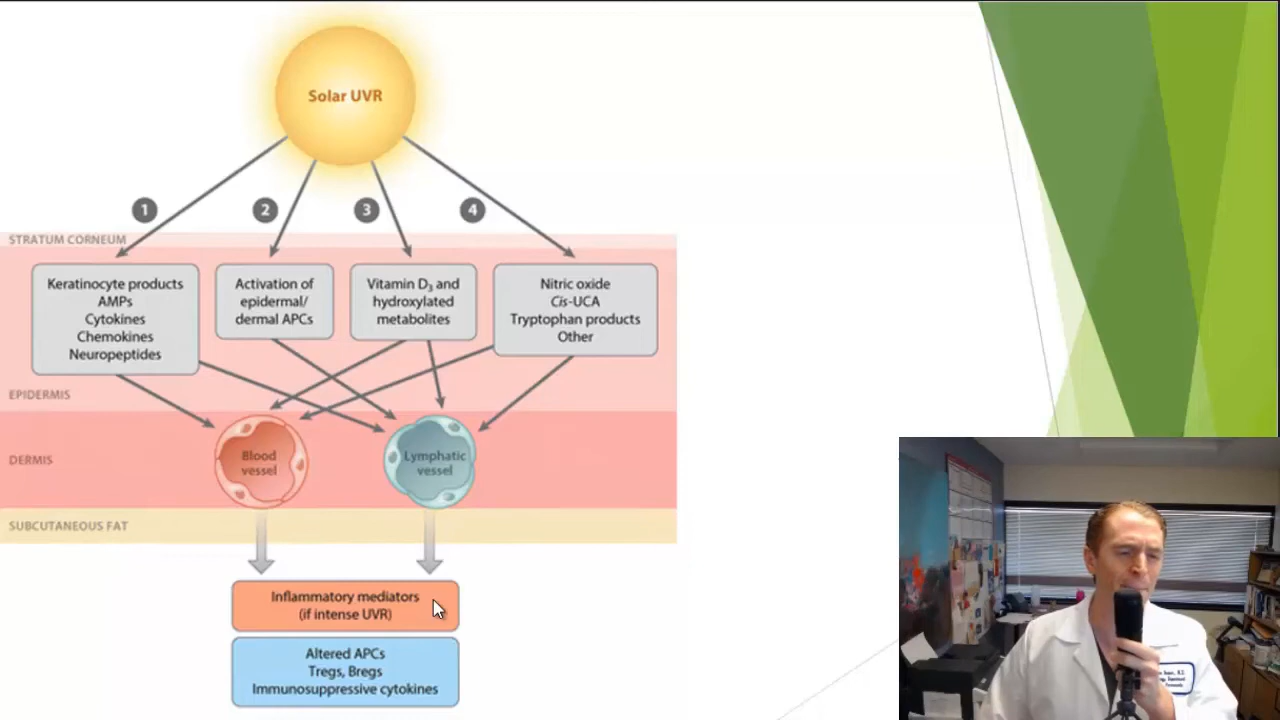 Solar UVR
1
2
3
4
STRATUM CORNEUM
Keratinocyte products
AMPs
Cytokines
Chemokines
Neuropeptides
Activation of
epidermal/
dermal APCs
Vitamin D₃ and
hydroxylated
metabolites
Nitric oxide
Cis-UCA
Tryptophan products
Other
EPIDERMIS
DERMIS
Blood
vessel
Lymphatic
vessel
SUBCUTANEOUS FAT
Inflammatory mediators
(if intense UVR)
Altered APCs
Tregs, Bregs
Immunosuppressive cytokines